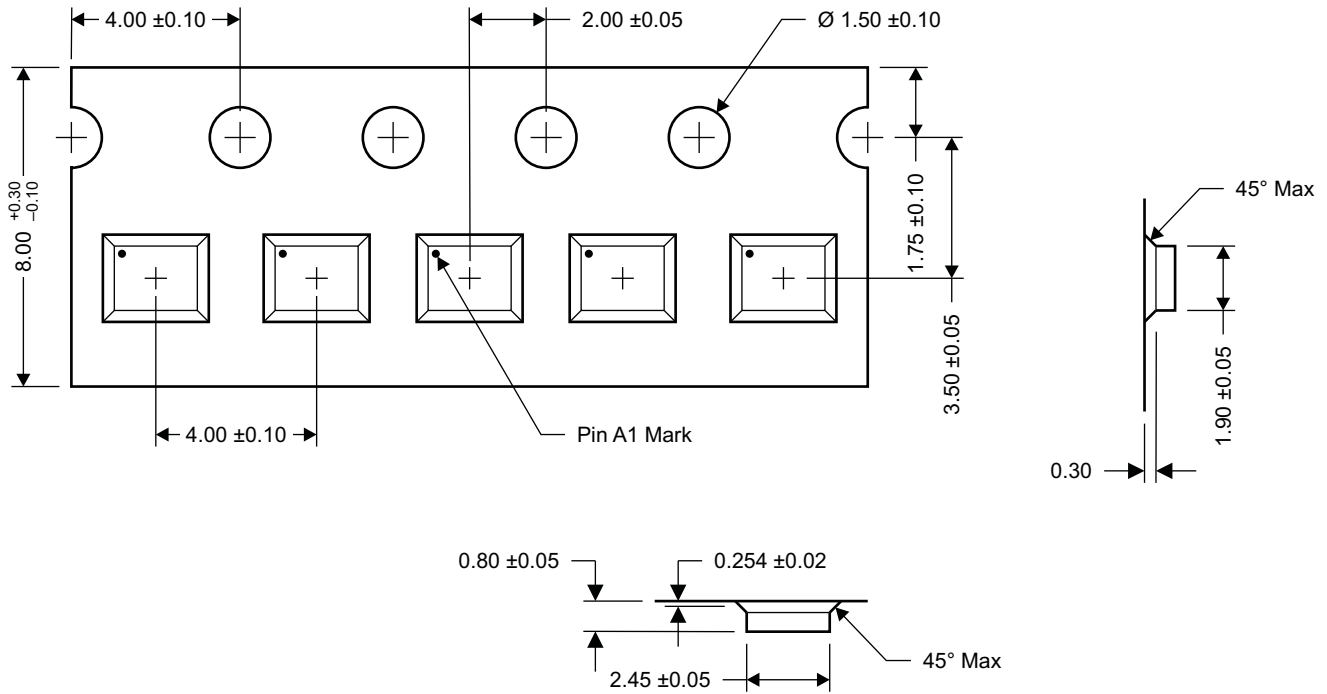 4.00 ±0.10
2.00 ±0.05
Ø 1.50 ±0.10
8.00 +0.30 –0.10
1.75 ±0.10
3.50 ±0.05
45° Max
1.90 ±0.05
0.30
4.00 ±0.10
Pin A1 Mark
0.80 ±0.05
0.254 ±0.02
2.45 ±0.05
45° Max